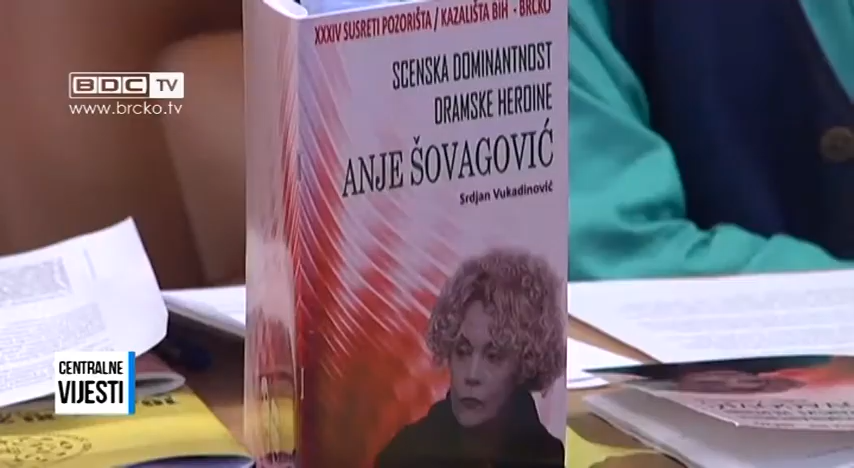 XXXIV SUSRETI POZORIŠTA / KAZALIŠTA BIH - BRČKO
SCENSKA DOMINANTNOST
DRAMSKE HEROINE
ANJE ŠOVAGOVIĆ
Srdjan Vukadinović
BDC TV
www.brcko.tv
CENTRALNE
VIJESTI